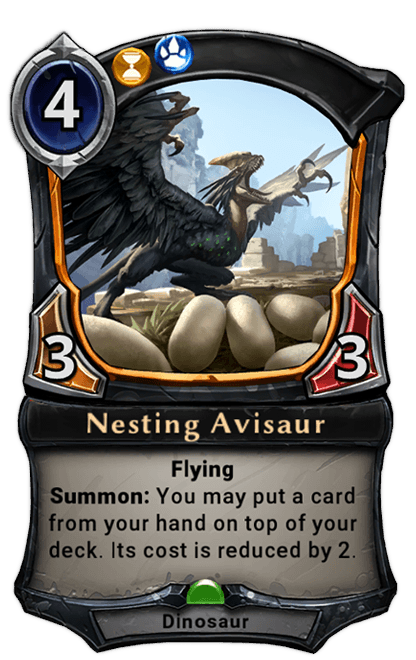 4
3
3
Nesting Avisaur
Flying
Summon: You may put a card
from your hand on top of your
deck. Its cost is reduced by 2.
Dinosaur